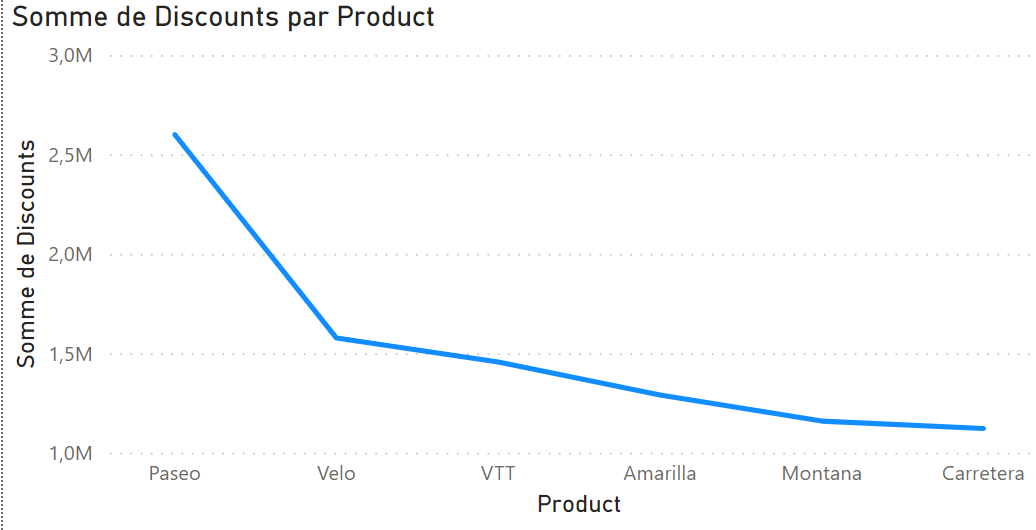 Somme de Discounts par Product
3,0M
2,5M
2,0M
1,5M
1,0M
Somme de Discounts
Paseo Velo VTT Amarilla Montana Carretera
Product